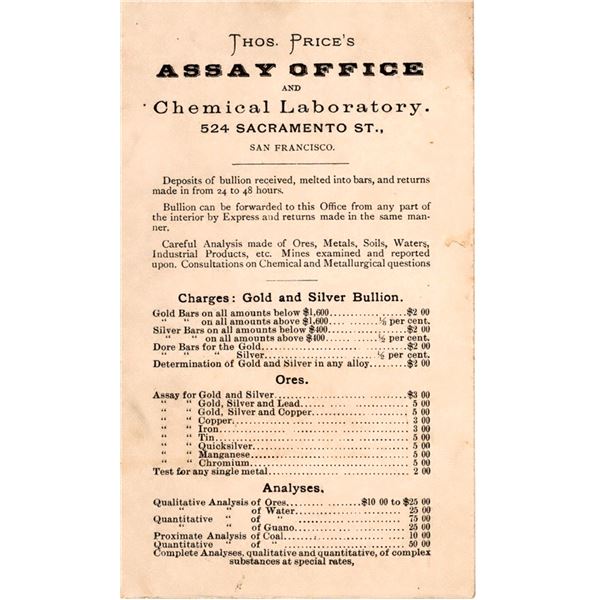 THOS. PRICE'S
ASSAY OFFICE
AND
Chemical Laboratory.
524 SACRAMENTO ST.,
SAN FRANCISCO.
Deposits of bullion received, melted into bars, and returns
made in from 24 to 48 hours.
Bullion can be forwarded to this Office from any part of
the interior by Express and returns made in the same man-
ner.
Careful Analysis made of Ores, Metals, Soils, Waters,
Industrial Products, etc. Mines examined and reported
upon. Consultations on Chemical and Metallurgical questions
Charges: Gold and Silver Bullion.
Gold Bars on all amounts below $1,600....................$2 00
" " on all amounts above $1,600.... .......⅛ per cent.
Silver Bars on all amounts below $400....................$2 00
" " on all amounts above $400.... .......⅛ per cent.
Dore Bars for the Gold....................$2 00
" " " Silver....................⅛ per cent.
Determination of Gold and Silver in any alloy.......$2 00
Ores.
Assay for Gold and Silver....................$3 00
" " Gold, Silver and Lead.................... 5 00
" " Gold, Silver and Copper.................... 5 00
" " Copper.................... 3 00
" " Iron.................... 3 00
" " Tin.................... 5 00
" " Quicksilver.................... 5 00
" " Manganese.................... 5 00
" " Chromium.................... 5 00
Test for any single metal.................... 2 00
Analyses.
Qualitative Analysis of Ores..............$10 00 to $25 00
" " of Water.................... 25 00
Quantitative " of " .................... 75 00
" " of Guano.................... 25 00
Proximate Analysis of Coal.................... 10 00
Quantitative " of " .................... 50 00
Complete Analyses, qualitative and quantitative, of complex
substances at special rates,